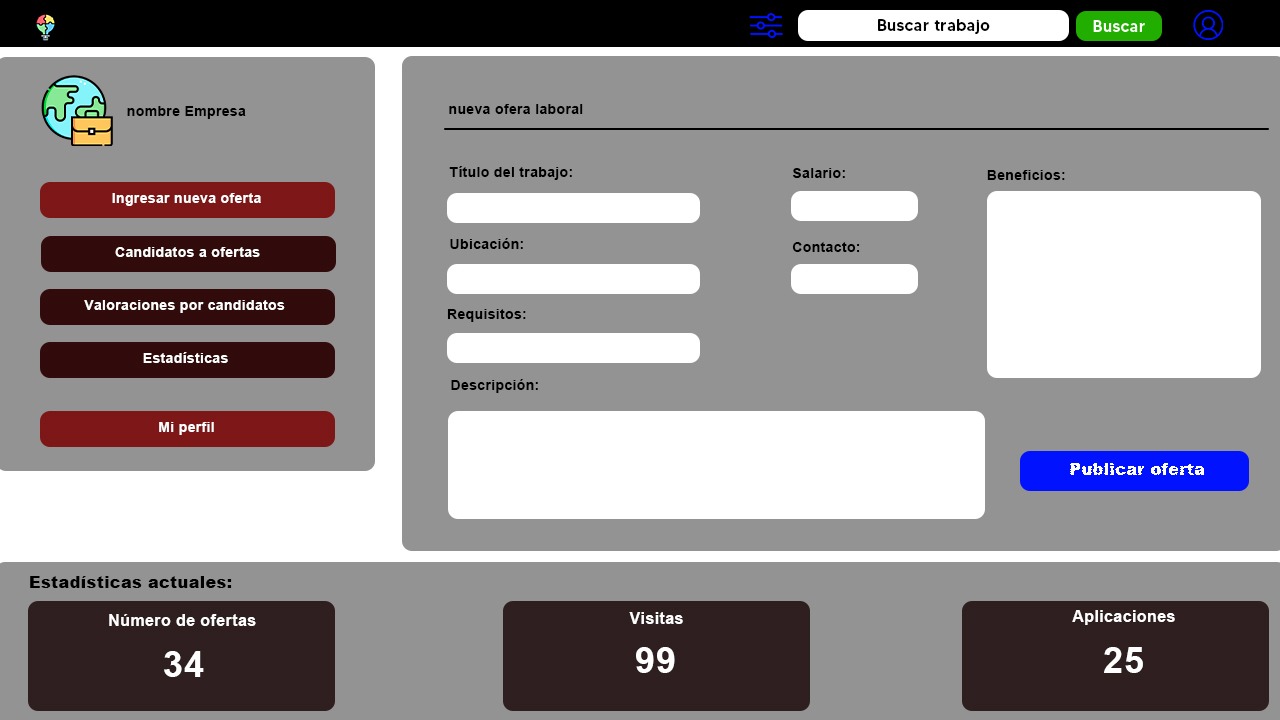 Buscar trabajo
Buscar
nombre Empresa
Ingresar nueva oferta
Candidatos a ofertas
Valoraciones por candidatos
Estadísticas
Mi perfil
nueva ofera laboral
Título del trabajo:
Ubicación:
Requisitos:
Descripción:
Salario:
Contacto:
Beneficios:
Publicar oferta
Estadísticas actuales:
Número de ofertas
34
Visitas
99
Aplicaciones
25